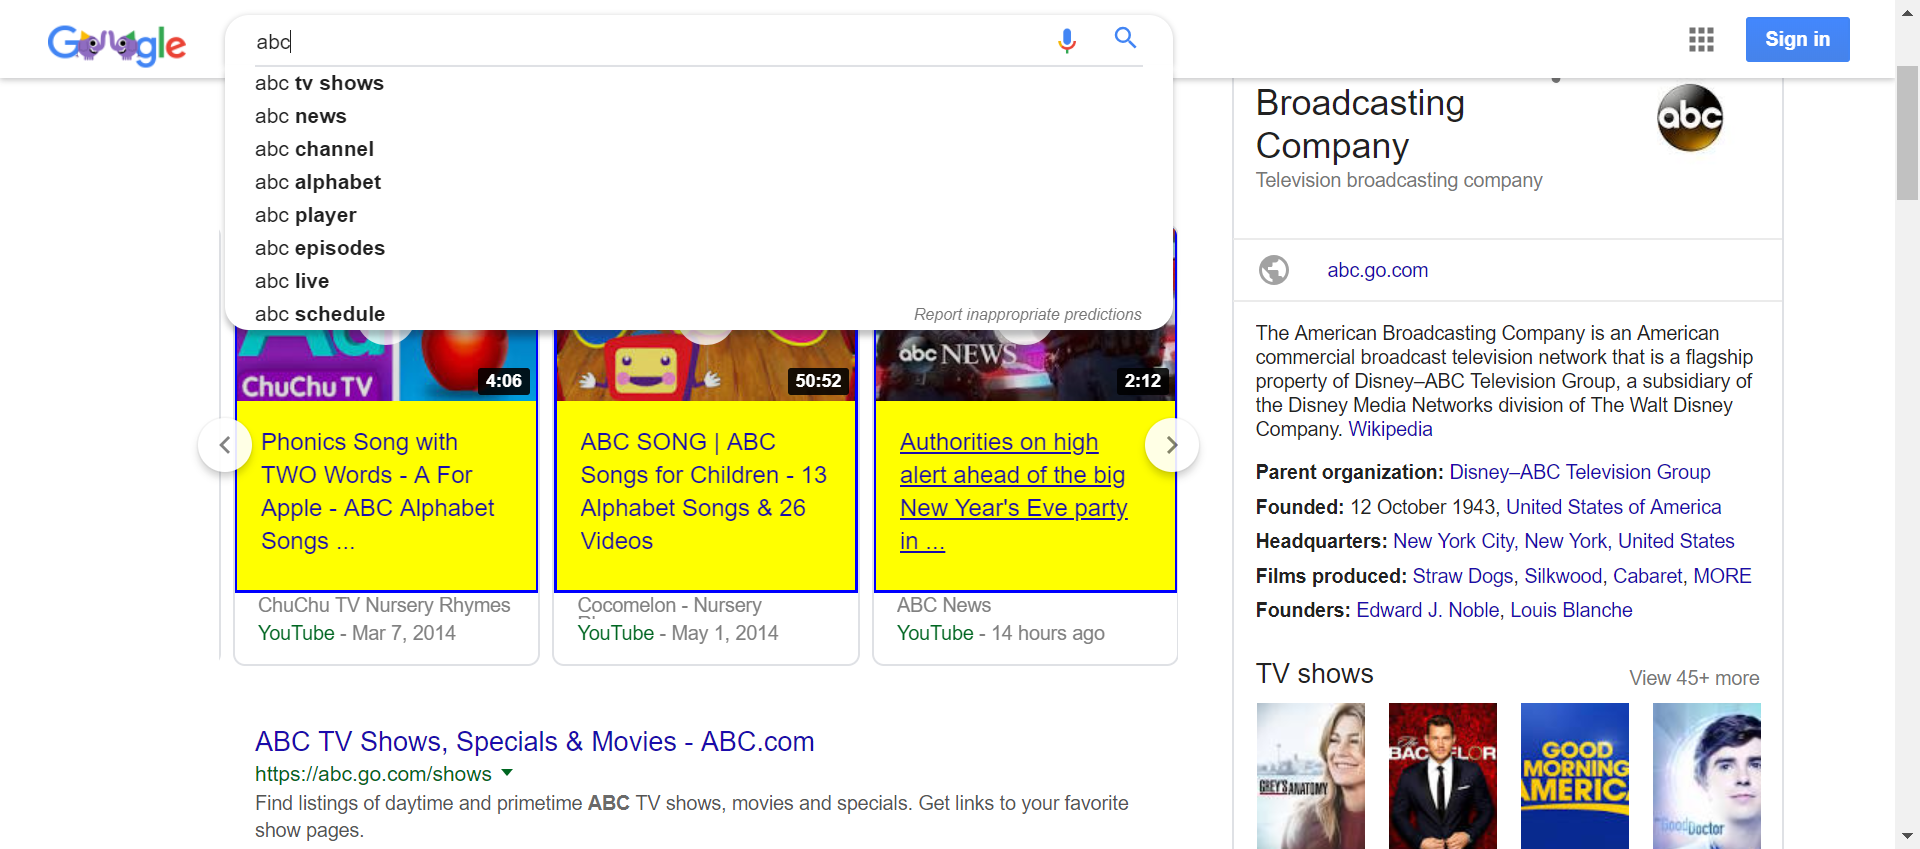 Google
abc
Sign in
abc tv shows
abc news
abc channel
abc alphabet
abc player
abc episodes
abc live
abc schedule
Report inappropriate predictions
ChuChu TV
4:06
50:52
abc NEWS
2:12
Phonics Song with
TWO Words - A For
Apple - ABC Alphabet
Songs ...
ChuChu TV Nursery Rhymes
YouTube - Mar 7, 2014
ABC SONG | ABC
Songs for Children - 13
Alphabet Songs & 26
Videos
Cocomelon - Nursery
YouTube - May 1, 2014
Authorities on high
alert ahead of the big
New Year's Eve party
in ...
ABC News
YouTube - 14 hours ago
ABC TV Shows, Specials & Movies - ABC.com
https://abc.go.com/shows
Find listings of daytime and primetime ABC TV shows, movies and specials. Get links to your favorite
show pages.
Broadcasting
Company
Television broadcasting company
abc
abc.go.com
The American Broadcasting Company is an American
commercial broadcast television network that is a flagship
property of Disney–ABC Television Group, a subsidiary of
the Disney Media Networks division of The Walt Disney
Company. Wikipedia
Parent organization: Disney–ABC Television Group
Founded: 12 October 1943, United States of America
Headquarters: New York City, New York, United States
Films produced: Straw Dogs, Silkwood, Cabaret, MORE
Founders: Edward J. Noble, Louis Blanche
TV shows
View 45+ more
GREY'S ANATOMY
The
BACHELOR
GOOD
MORNING
AMERICA
the Good Doctor